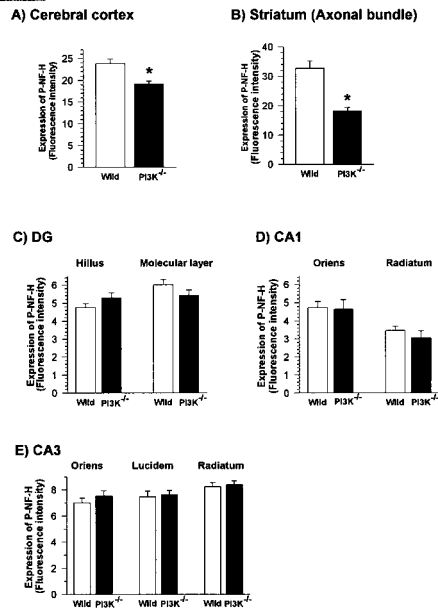 A) Cerebral cortex
Expression of P-NF-H
(Fluorescence intensity)
25
20
15
10
5
0
*
Wild PI3K-/-
B) Striatum (Axonal bundle)
Expression of P-NF-H
(Fluorescence intensity)
40
30
20
10
0
*
Wild PI3K-/-
C) DG
Hillus Molecular layer
Expression of P-NF-H
(Fluorescence intensity)
6
5
4
3
2
1
0
Wild PI3K-/- Wild PI3K-/-
D) CA1
Oriens Radiatum
Expression of P-NF-H
(Fluorescence intensity)
6
5
4
3
2
1
0
Wild PI3K-/- Wild PI3K-/-
E) CA3
Oriens Lucidem Radiatum
Expression of P-NF-H
(Fluorescence intensity)
8
6
4
2
0
Wild PI3K-/- Wild PI3K-/- Wild PI3K-/-